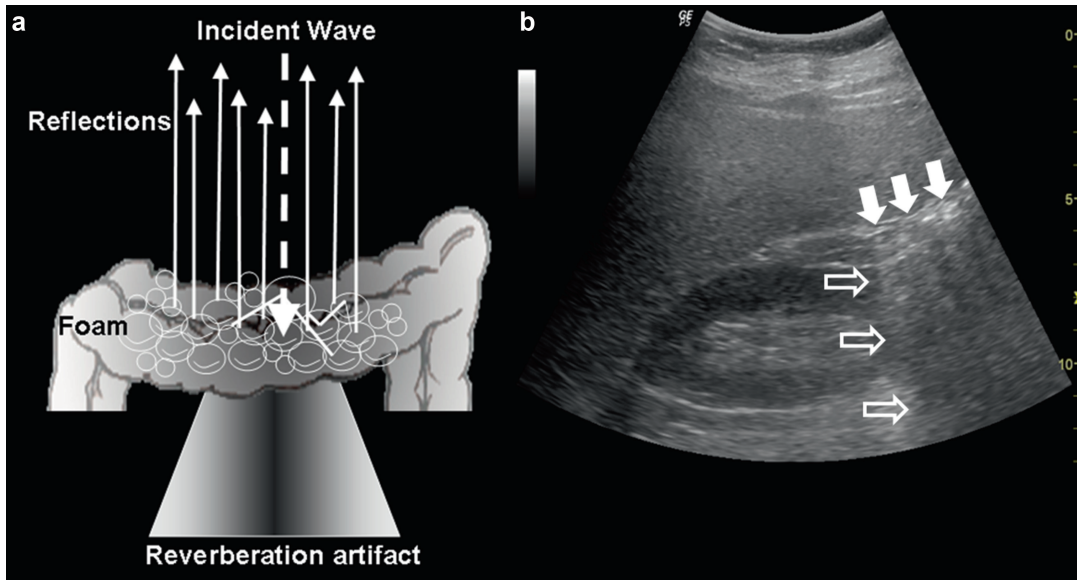 a
Incident Wave
Reflections
Foam
Reverberation artifact
b
GE
PS
0
5
10